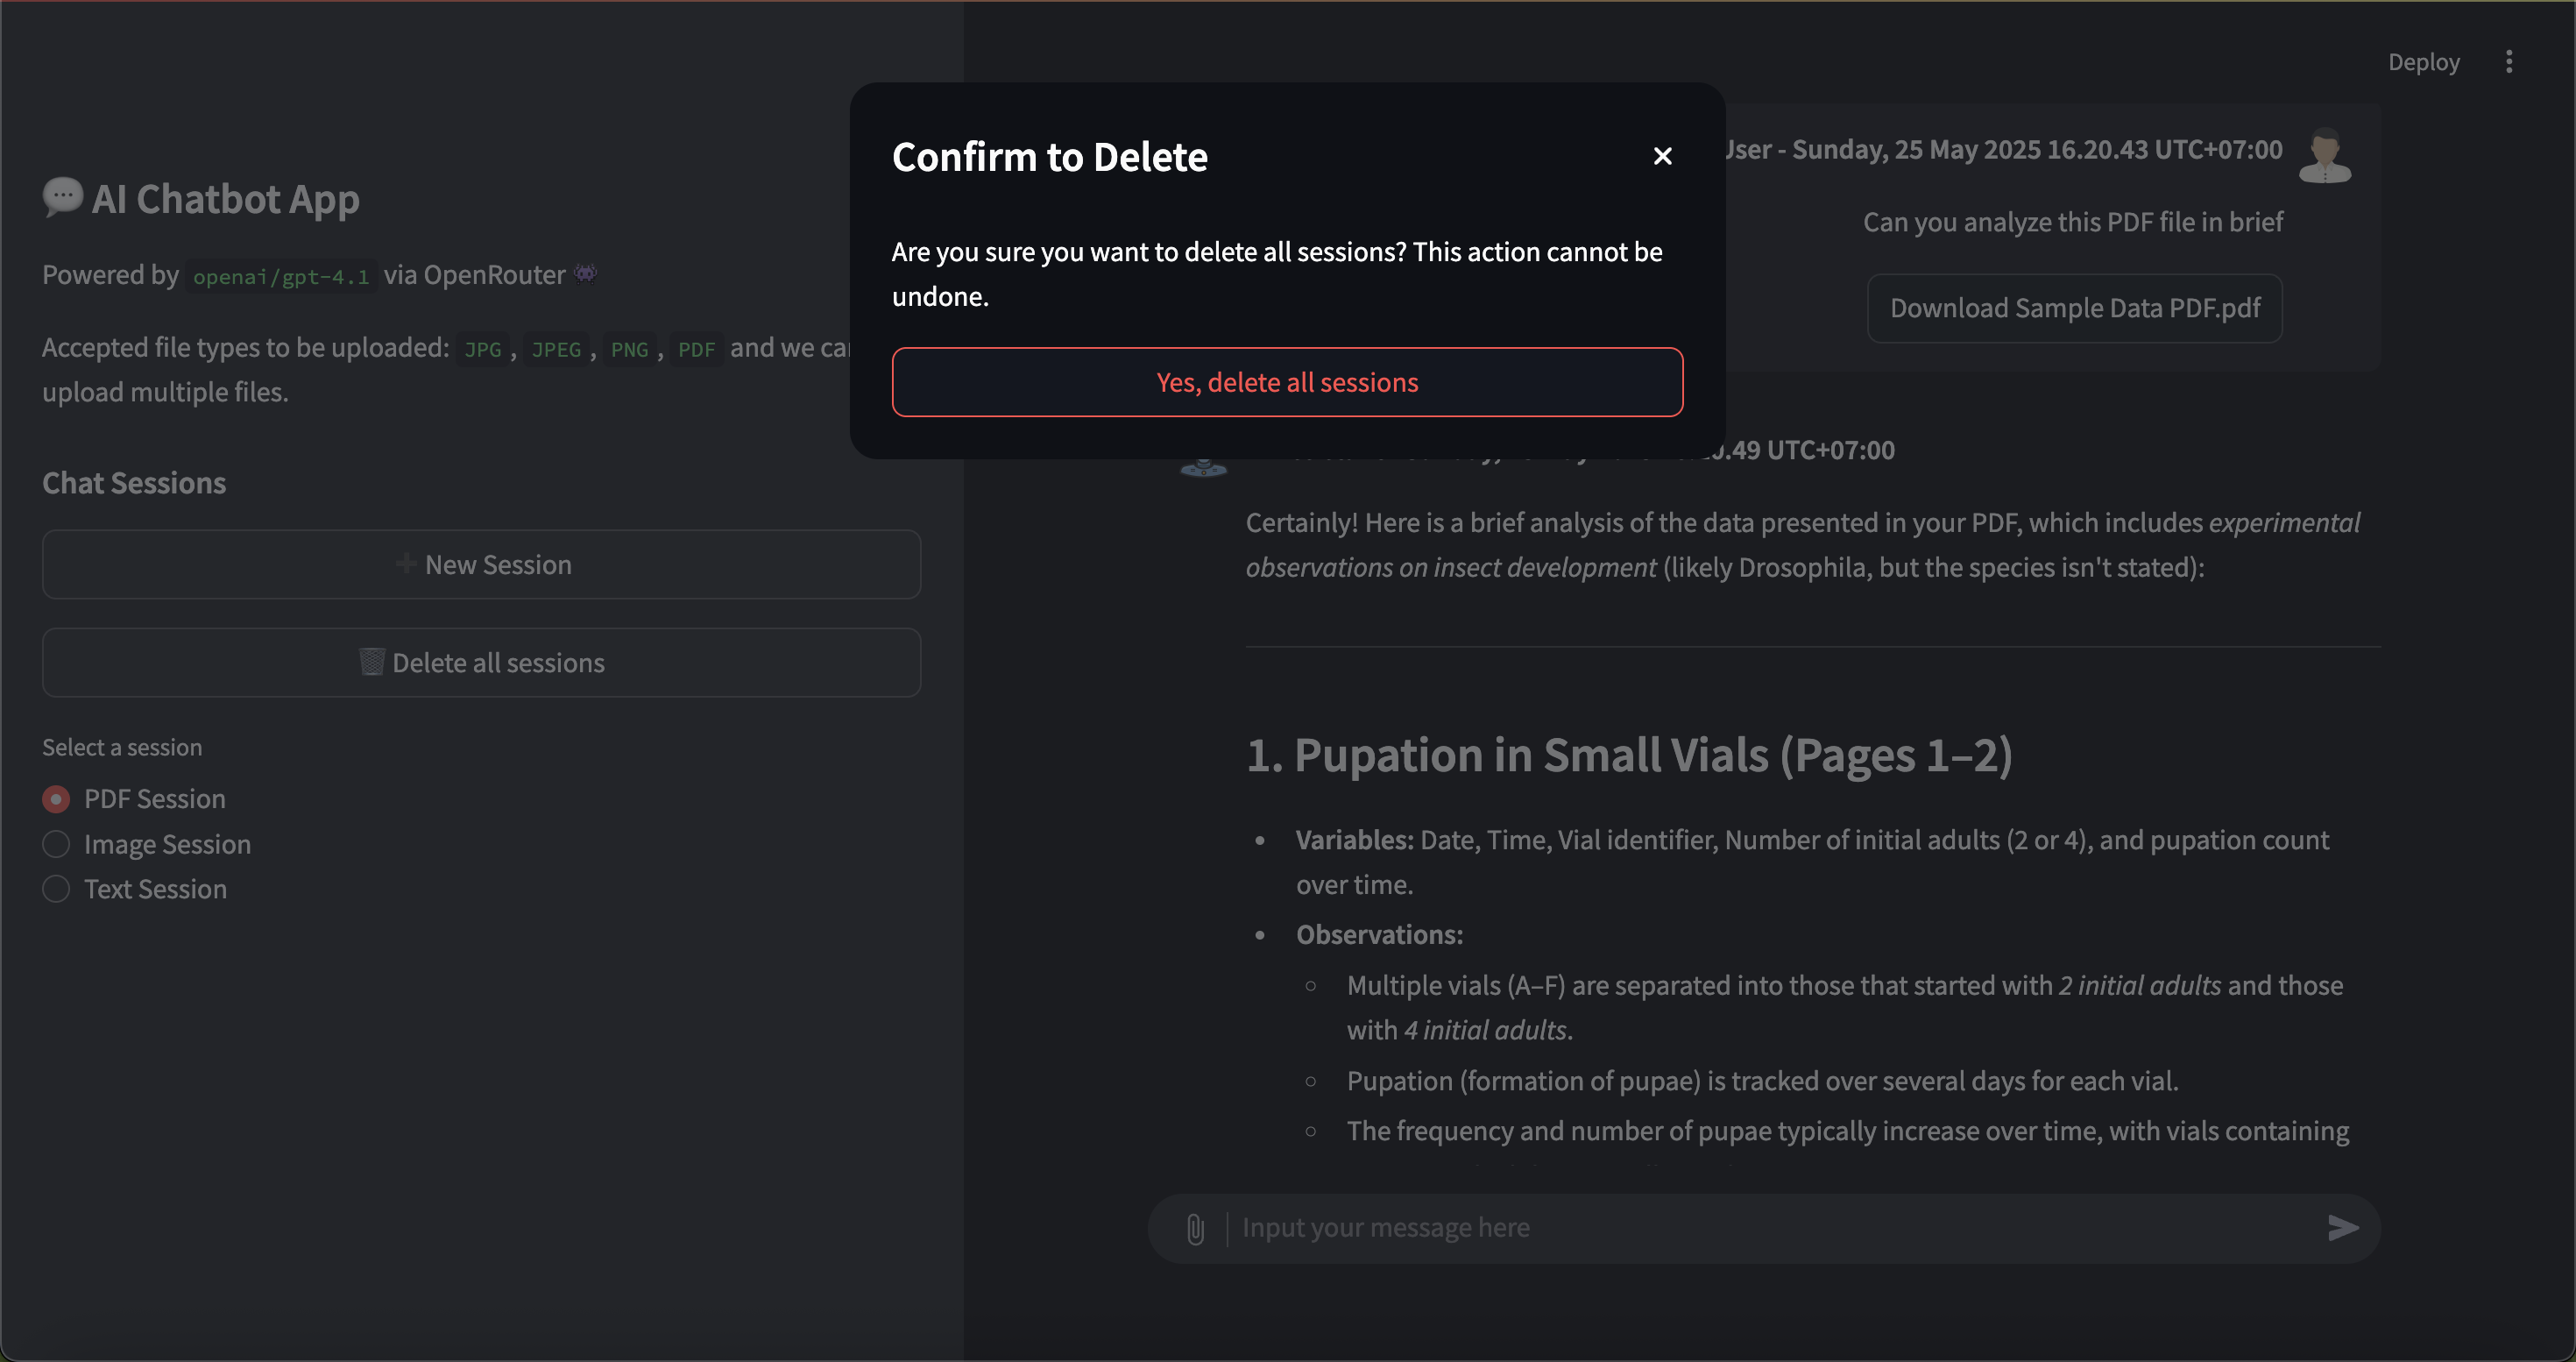 Deploy
Confirm to Delete
Are you sure you want to delete all sessions? This action cannot be
undone.
Yes, delete all sessions
AI Chatbot App
Powered by openai/gpt-4.1 via OpenRouter
Accepted file types to be uploaded: JPG, JPEG, PNG, PDF and we
upload multiple files.
Chat Sessions
New Session
Delete all sessions
Select a session
PDF Session
Image Session
Text Session
- Sunday, 25 May 2025 16.20.43 UTC+07:00
Can you analyze this PDF file in brief
Download Sample Data PDF.pdf
UTC+07:00
Certainly! Here is a brief analysis of the data presented in your PDF, which includes experimental
observations on insect development (likely Drosophila, but the species isn't stated):
1. Pupation in Small Vials (Pages 1–2)
• Variables: Date, Time, Vial identifier, Number of initial adults (2 or 4), and pupation count
over time.
• Observations:
○ Multiple vials (A–F) are separated into those that started with 2 initial adults and those
with 4 initial adults.
○ Pupation (formation of pupae) is tracked over several days for each vial.
○ The frequency and number of pupae typically increase over time, with vials containing
Input your message here